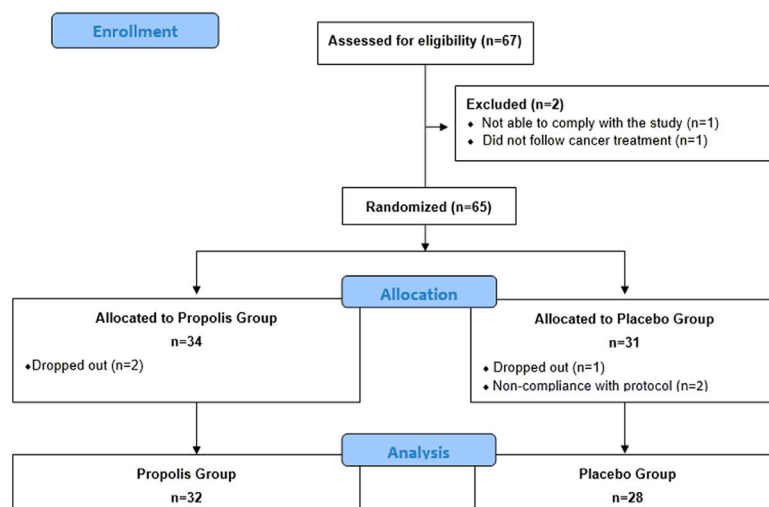 Enrollment
Assessed for eligibility (n=67)
Excluded (n=2)
♦ Not able to comply with the study (n=1)
♦ Did not follow cancer treatment (n=1)
Randomized (n=65)
Allocation
Allocated to Propolis Group
n=34
♦Dropped out (n=2)
Allocated to Placebo Group
n=31
♦ Dropped out (n=1)
♦ Non-compliance with protocol (n=2)
Analysis
Propolis Group
n=32
Placebo Group
n=28